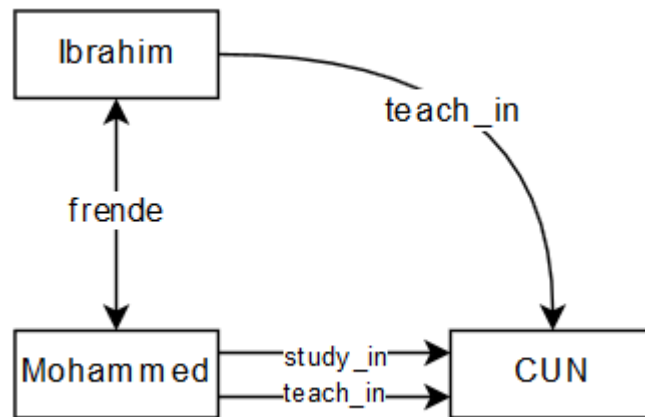 Ibrahim
teach_in
frende
Mohammed
study_in
CUN
teach_in